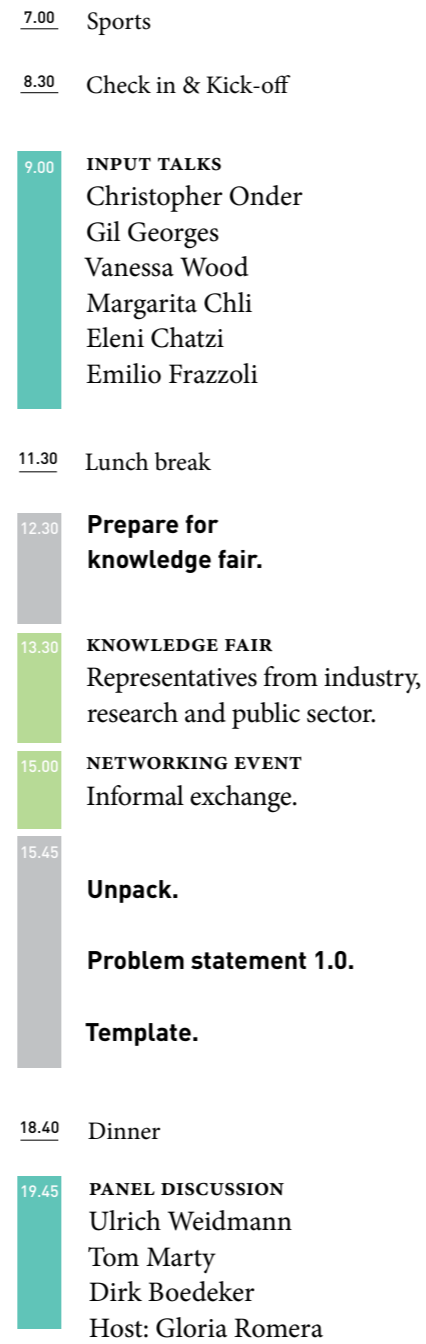 7.00 Sports
8.30 Check in & Kick-off
9.00 INPUT TALKS
Christopher Onder
Gil Georges
Vanessa Wood
Margarita Chli
Eleni Chatzi
Emilio Frazzoli
11.30 Lunch break
12.30 Prepare for
knowledge fair.
13.30 KNOWLEDGE FAIR
Representatives from industry,
research and public sector.
15.00 NETWORKING EVENT
Informal exchange.
15.45
Unpack.
Problem statement 1.0.
Template.
18.40 Dinner
19.45 PANEL DISCUSSION
Ulrich Weidmann
Tom Marty
Dirk Boedeker
Host: Gloria Romera